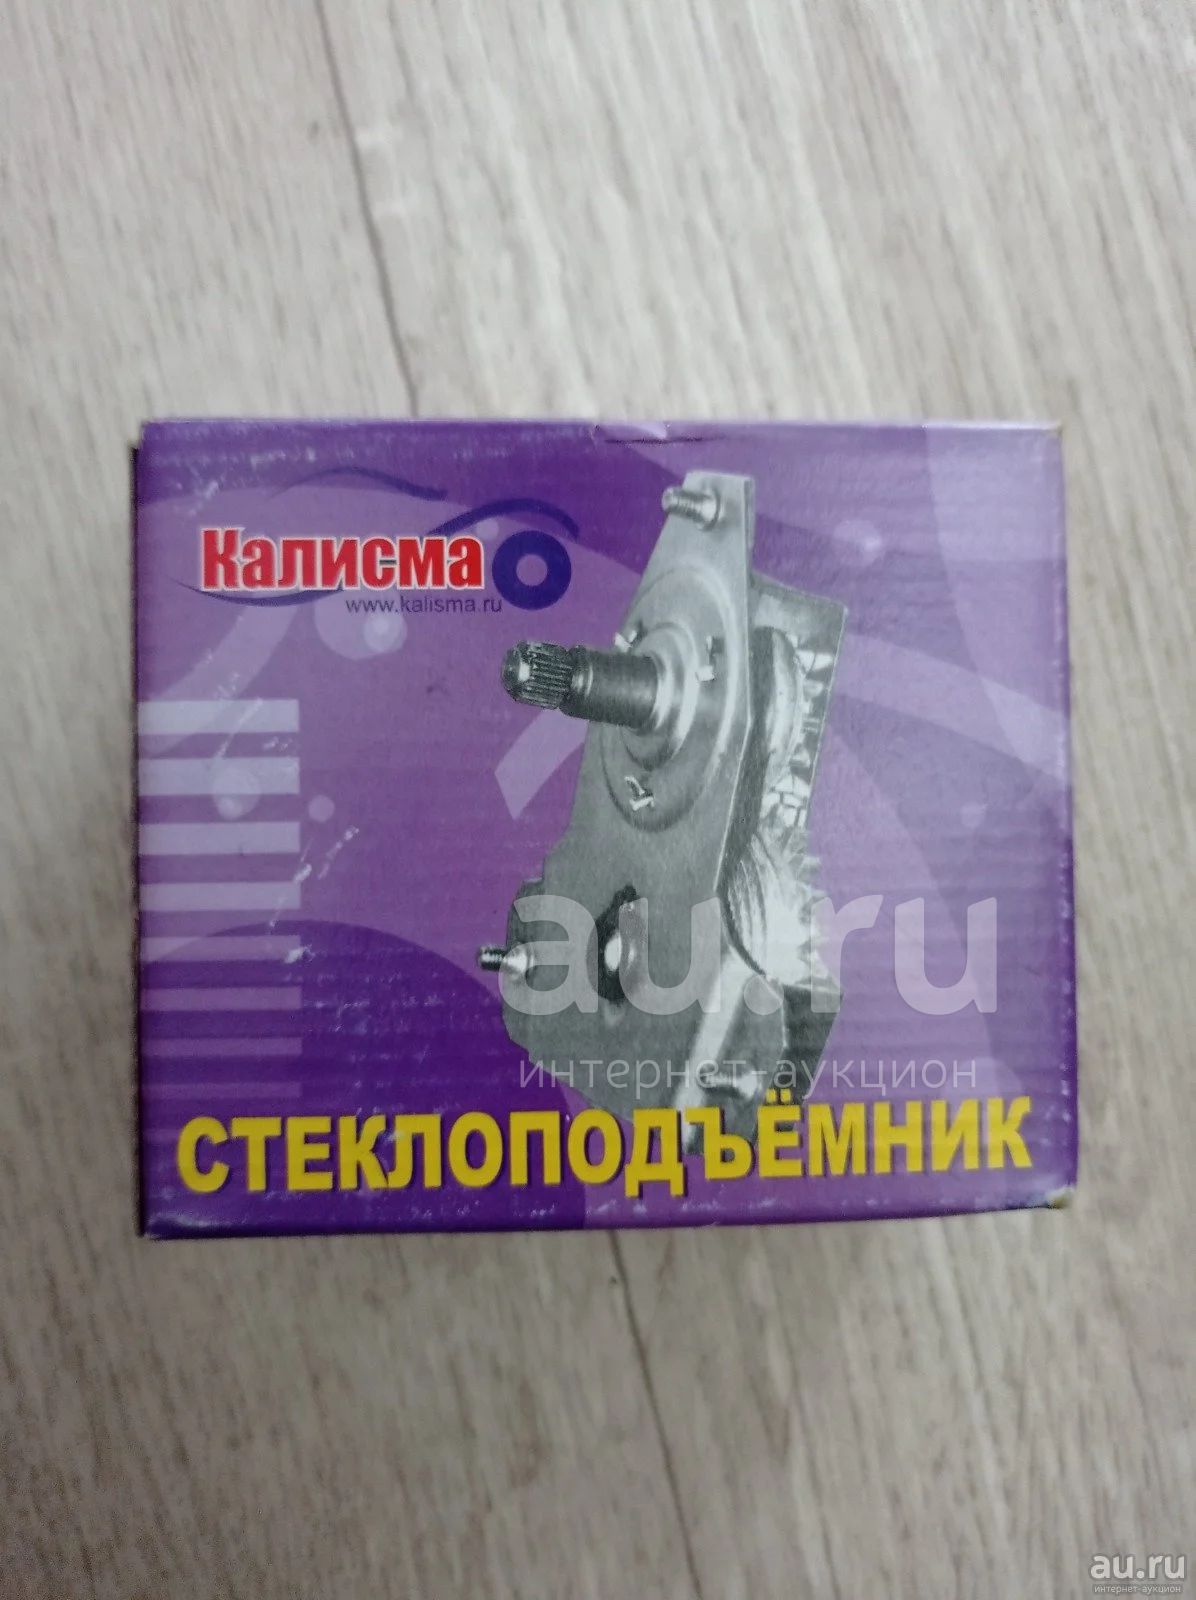 Калисма
www.kalisma.ru
au.ru
интернет-аукцион
СТЕКЛОПОДЪЁМНИК
au.ru
интернет-аукцион